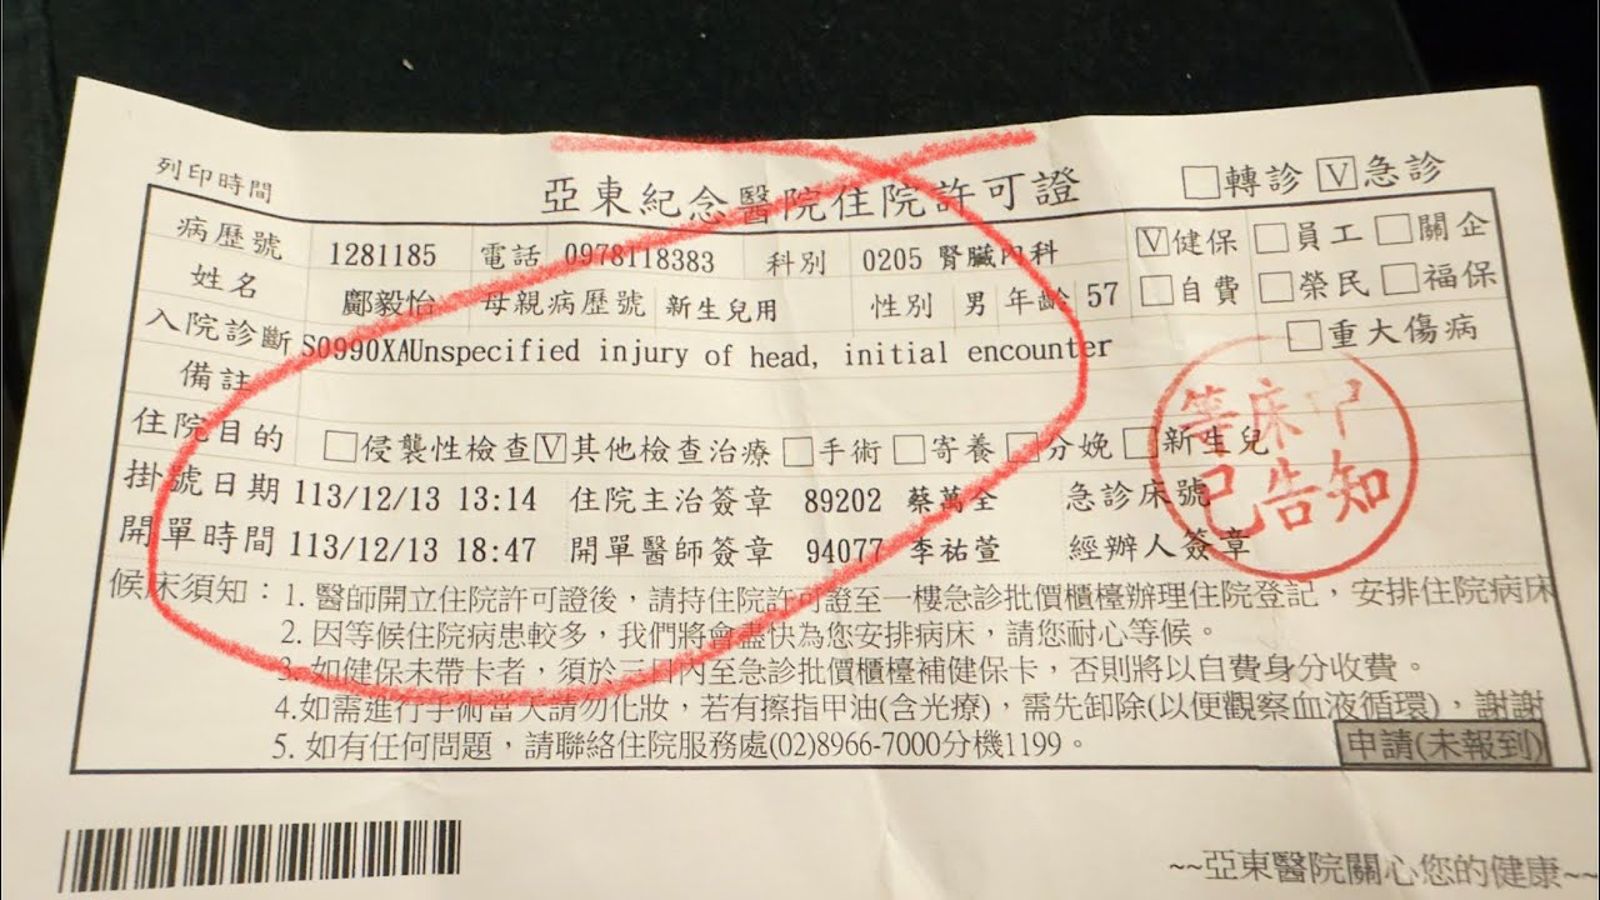 列印時間
亞東紀念醫院住院許可證 □轉診 ☑急診
病歷號 1281185 電話 0978118383 科別 0205 腎臟內科 ☑健保 □員工 □關企
姓名 鄺毅怡 母親病歷號 新生兒用 性別 男 年齡 57 □自費 □榮民 □福保
入院診斷 S0990XAUnspecified injury of head, initial encounter □重大傷病
備註
住院目的 □侵襲性檢查 ☑其他檢查治療 □手術 □寄養 □分娩 □新生兒
掛號日期 113/12/13 13:14 住院主治簽章 89202 蔡萬全 急診床號
開單時間 113/12/13 18:47 開單醫師簽章 94077 李祐萱 經辦人簽章
等床中
已告知
候床須知：1. 醫師開立住院許可證後，請持住院許可證至一樓急診批價櫃檯辦理住院登記，安排住院病床
2. 因等候住院病患較多，我們將會盡快為您安排病床，請您耐心等候。
3. 如健保未帶卡者，須於三日內至急診批價櫃檯補健保卡，否則將以自費身分收費。
4.如需進行手術當天請勿化妝，若有擦指甲油(含光療)，需先卸除(以便觀察血液循環)，謝謝
5. 如有任何問題，請聯絡住院服務處(02)8966-7000分機1199。
申請(未報到)
~~亞東醫院關心您的健康~~